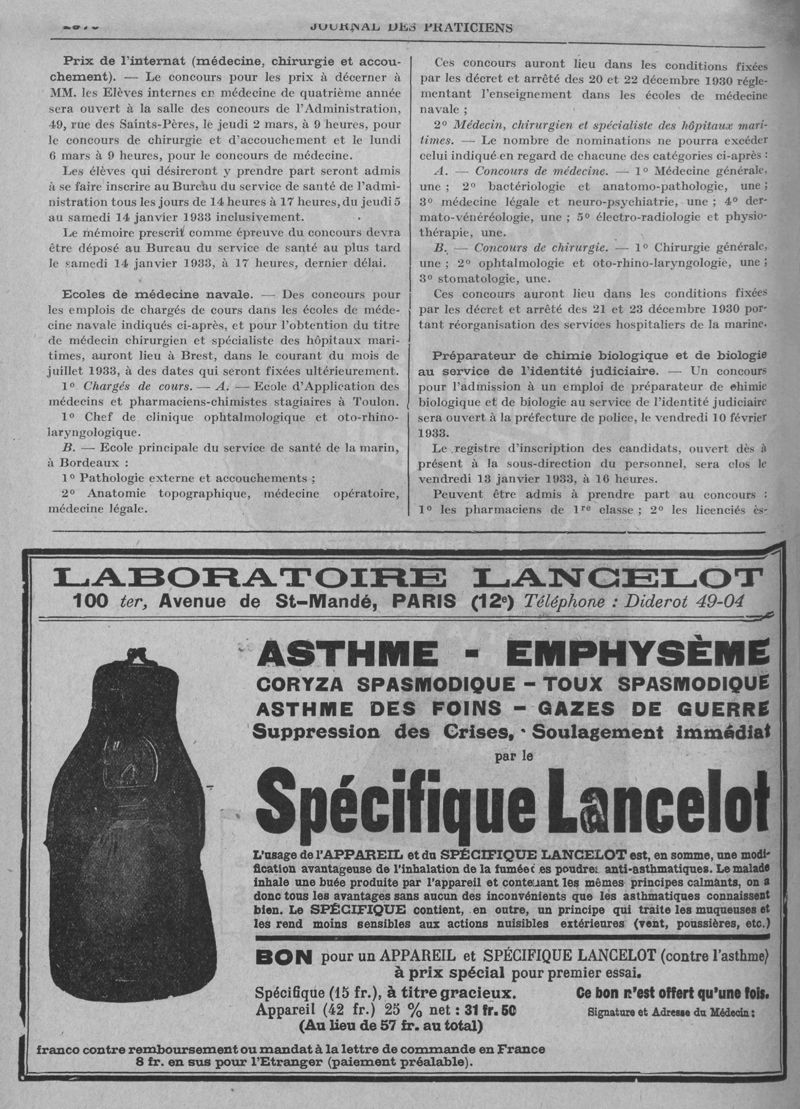 JOURNAL DES PRATICIENS
Prix de l'internat (médecine, chirurgie et accou-
chement). — Le concours pour les prix à décerner à
MM. les Elèves internes en médecine de quatrième année
sera ouvert à la salle des concours de l'Administration,
49, rue des Saints-Pères, le jeudi 2 mars, à 9 heures, pour
le concours de chirurgie et d'accouchement et le lundi
6 mars à 9 heures, pour le concours de médecine.
Les élèves qui désireront y prendre part seront admis
à se faire inscrire au Bureau du service de santé de l'admi-
nistration tous les jours de 14 heures à 17 heures, du jeudi 5
au samedi 14 janvier 1933 inclusivement.
Le mémoire prescrit comme épreuve du concours devra
être déposé au Bureau du service de santé au plus tard
le samedi 14 janvier 1933, à 17 heures, dernier délai.
Ecoles de médecine navale. — Des concours pour
les emplois de chargés de cours dans les écoles de méde-
cine navale indiqués ci-après, et pour l'obtention du titre
de médecin chirurgien et spécialiste des hôpitaux mari-
times, auront lieu à Brest, dans le courant du mois de
juillet 1933, à des dates qui seront fixées ultérieurement.
1º Chargés de cours. — A. — Ecole d'Application des
médecins et pharmaciens-chimistes stagiaires à Toulon.
1º Chef de clinique ophtalmologique et oto-rhino-
laryngologique.
B. — Ecole principale du service de santé de la marin,
à Bordeaux :
1º Pathologie externe et accouchements ;
2º Anatomie topographique, médecine opératoire,
médecine légale.
Ces concours auront lieu dans les conditions fixées
par les décret et arrêté des 20 et 22 décembre 1930 régle-
mentant l'enseignement dans les écoles de médecine
navale ;
2º Médecin, chirurgien et spécialiste des hôpitaux mari-
times. — Le nombre de nominations ne pourra excéder
celui indiqué en regard de chacune des catégories ci-après :
A. — Concours de médecine. — 1º Médecine générale,
une ; 2º bactériologie et anatomo-pathologie, une ;
3º médecine légale et neuro-psychiatrie, une ; 4º der-
mato-vénéréologie, une ; 5º électro-radiologie et physio-
thérapie, une.
B. — Concours de chirurgie. — 1º Chirurgie générale,
une ; 2º ophtalmologie et oto-rhino-laryngologie, une ;
3º stomatologie, une.
Ces concours auront lieu dans les conditions fixées
par les décret et arrêté des 21 et 23 décembre 1930 por-
tant réorganisation des services hospitaliers de la marine.
Préparateur de chimie biologique et de biologie
au service de l'identité judiciaire. — Un concours
pour l'admission à un emploi de préparateur de chimie
biologique et de biologie au service de l'identité judiciaire
sera ouvert à la préfecture de police, le vendredi 10 février
1933.
Le registre d'inscription des candidats, ouvert dès à
présent à la sous-direction du personnel, sera clos le
vendredi 13 janvier 1933, à 16 heures.
Peuvent être admis à prendre part au concours :
1º les pharmaciens de 1re classe ; 2º les licenciés ès-
LABORATOIRE LANCELOT
100 ter, Avenue de St-Mandé, PARIS (12e) Téléphone : Diderot 49-04
ASTHME - EMPHYSÈME
CORYZA SPASMODIQUE - TOUX SPASMODIQUE
ASTHME DES FOINS - GAZES DE GUERRE
Suppression des Crises, · Soulagement immédiat
par le
Spécifique Lancelot
L'usage de l'APPAREIL et du SPÉCIFIQUE LANCELOT est, en somme, une modi-
fication avantageuse de l'inhalation de la fumée des poudres anti-asthmatiques. Le malade
inhale une buée produite par l'appareil et contenant les mêmes principes calmants, on a
donc tous les avantages sans aucun des inconvénients que les asthmatiques connaissent
bien. Le SPÉCIFIQUE contient, en outre, un principe qui traite les muqueuses et
les rend moins sensibles aux actions nuisibles extérieures (vent, poussières, etc.)
BON pour un APPAREIL et SPÉCIFIQUE LANCELOT (contre l'asthme)
à prix spécial pour premier essai.
Spécifique (15 fr.), à titre gracieux. Ce bon n'est offert qu'une fois.
Appareil (42 fr.) 25 % net : 31 fr. 50 Signature et Adresse du Médecin :
(Au lieu de 57 fr. au total)
franco contre remboursement ou mandat à la lettre de commande en France
8 fr. en sus pour l'Etranger (paiement préalable).